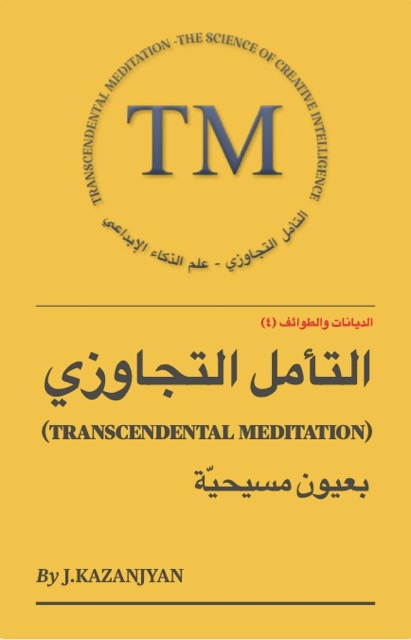 TRANSCENDENTAL MEDITATION -THE SCIENCE OF CREATIVE INTELLIGENCE
TM
التأمل التجاوزي - علم الذكاء الإبداعي
الديانات والطوائف (٤)
التأمل التجاوزي
(TRANSCENDENTAL MEDITATION)
بعيون مسيحيّة
By J.KAZANJYAN